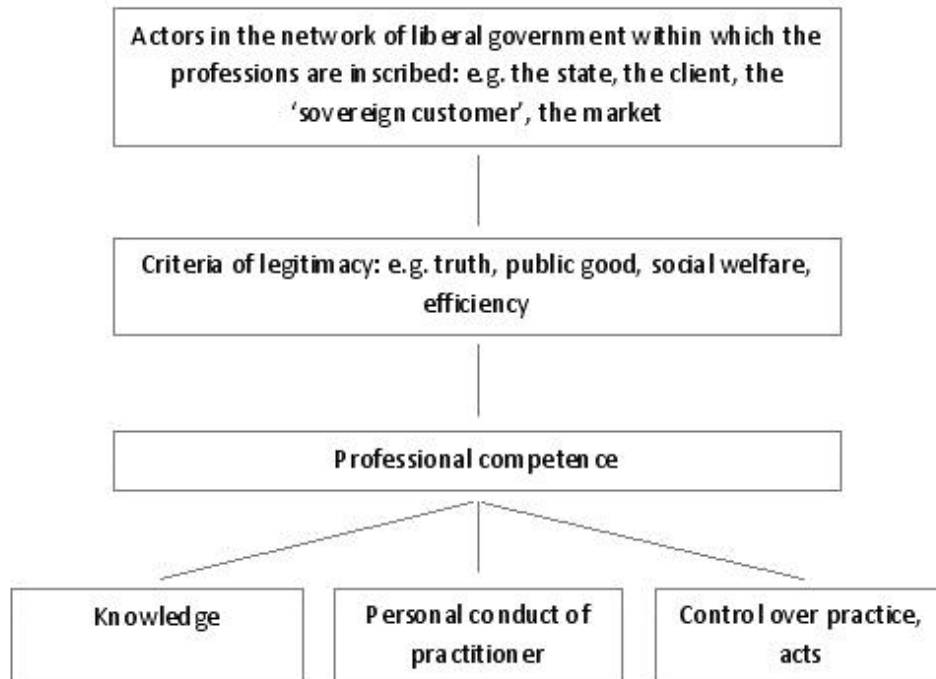 Actors in the network of liberal government within which the
professions are inscribed: e.g. the state, the client, the
‘sovereign customer’, the market
Criteria of legitimacy: e.g. truth, public good, social welfare,
efficiency
Professional competence
Knowledge
Personal conduct of
practitioner
Control over practice,
acts